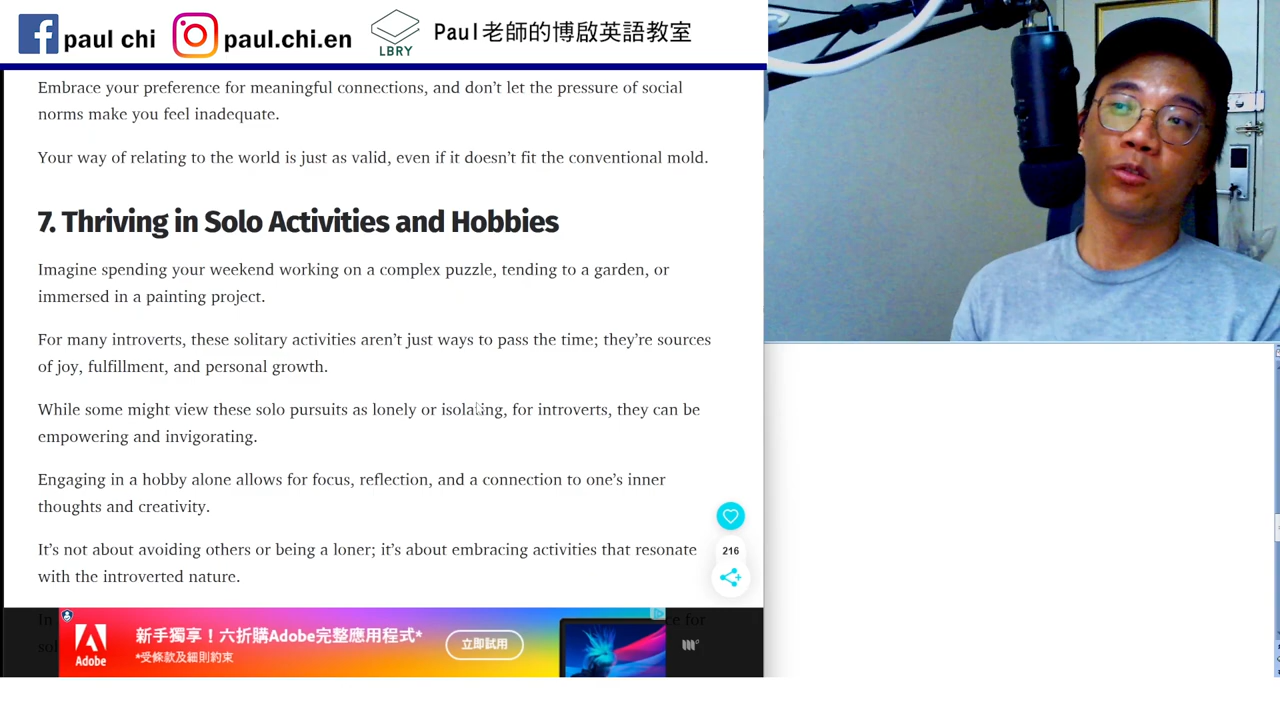 paul chi
paul.chi.en
LBRY
Paul老師的博啟英語教室
Embrace your preference for meaningful connections, and don’t let the pressure of social
norms make you feel inadequate.
Your way of relating to the world is just as valid, even if it doesn’t fit the conventional mold.
7. Thriving in Solo Activities and Hobbies
Imagine spending your weekend working on a complex puzzle, tending to a garden, or
immersed in a painting project.
For many introverts, these solitary activities aren’t just ways to pass the time; they’re sources
of joy, fulfillment, and personal growth.
While some might view these solo pursuits as lonely or isolating, for introverts, they can be
empowering and invigorating.
Engaging in a hobby alone allows for focus, reflection, and a connection to one’s inner
thoughts and creativity.
216
It’s not about avoiding others or being a loner; it’s about embracing activities that resonate
with the introverted nature.
In
for
Adobe
新手獨享！六折購Adobe完整應用程式*
*受條款及細則約束
立即試用